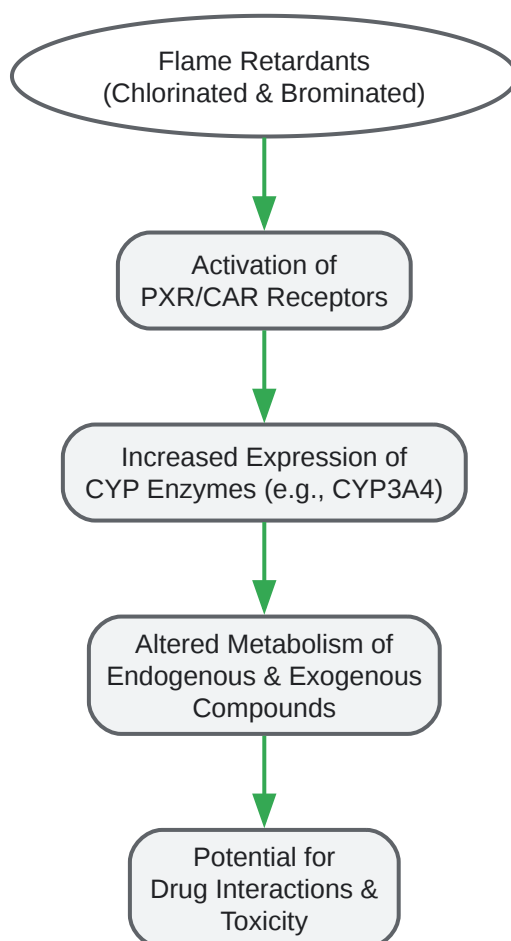 Flame Retardants
(Chlorinated & Brominated)
Activation of
PXR/CAR Receptors
Increased Expression of
CYP Enzymes (e.g., CYP3A4)
Altered Metabolism of
Endogenous & Exogenous
Compounds
Potential for
Drug Interactions &
Toxicity